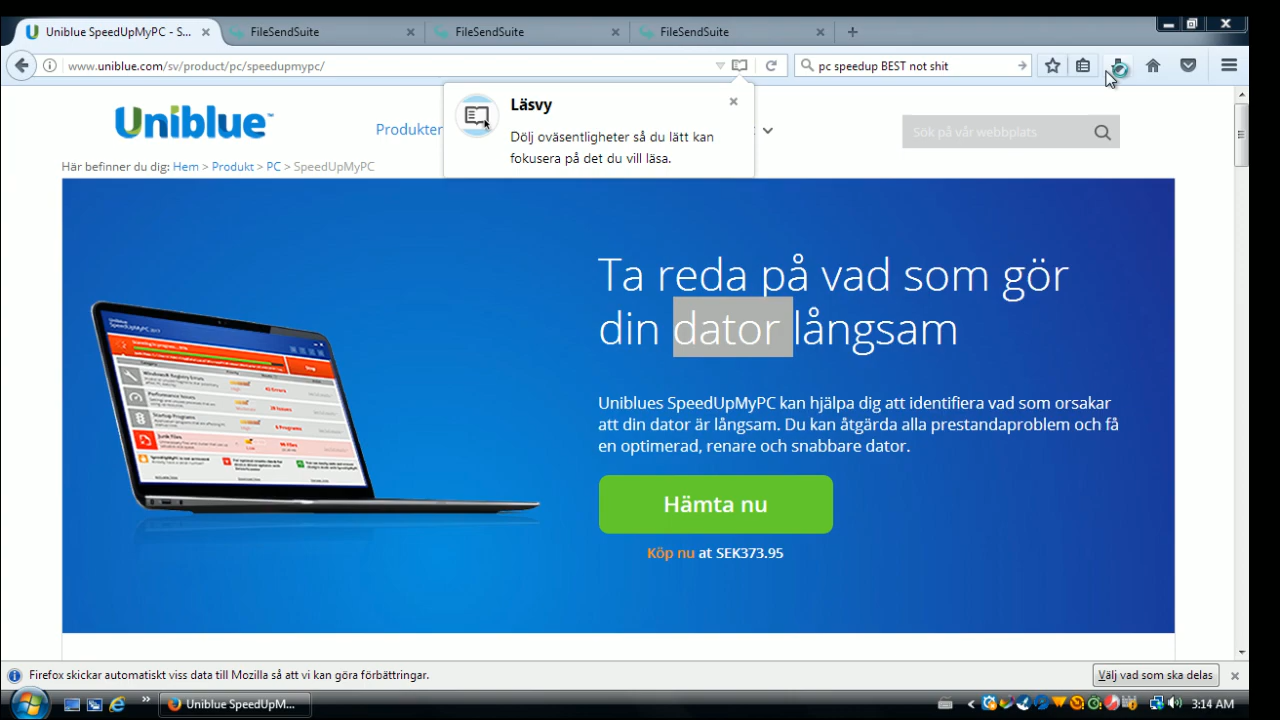 Uniblue SpeedUpMyPC - S...
FileSendSuite
FileSendSuite
FileSendSuite
www.uniblue.com/sv/product/pc/speedupmypc/
pc speedup BEST not shit
Läsvy
Dölj oväsentligheter så du lätt kan
fokusera på det du vill läsa.
Uniblue
Produkter
Sök på vår webbplats
Här befinner du dig: Hem > Produkt > PC > SpeedUpMyPC
Ta reda på vad som gör
din dator långsam
Uniblues SpeedUpMyPC kan hjälpa dig att identifiera vad som orsakar
att din dator är långsam. Du kan åtgärda alla prestandaproblem och få
en optimerad, renare och snabbare dator.
Hämta nu
Köp nu at SEK373.95
Firefox skickar automatiskt viss data till Mozilla så att vi kan göra förbättringar.
Välj vad som ska delas
Uniblue SpeedUpM...
3:14 AM